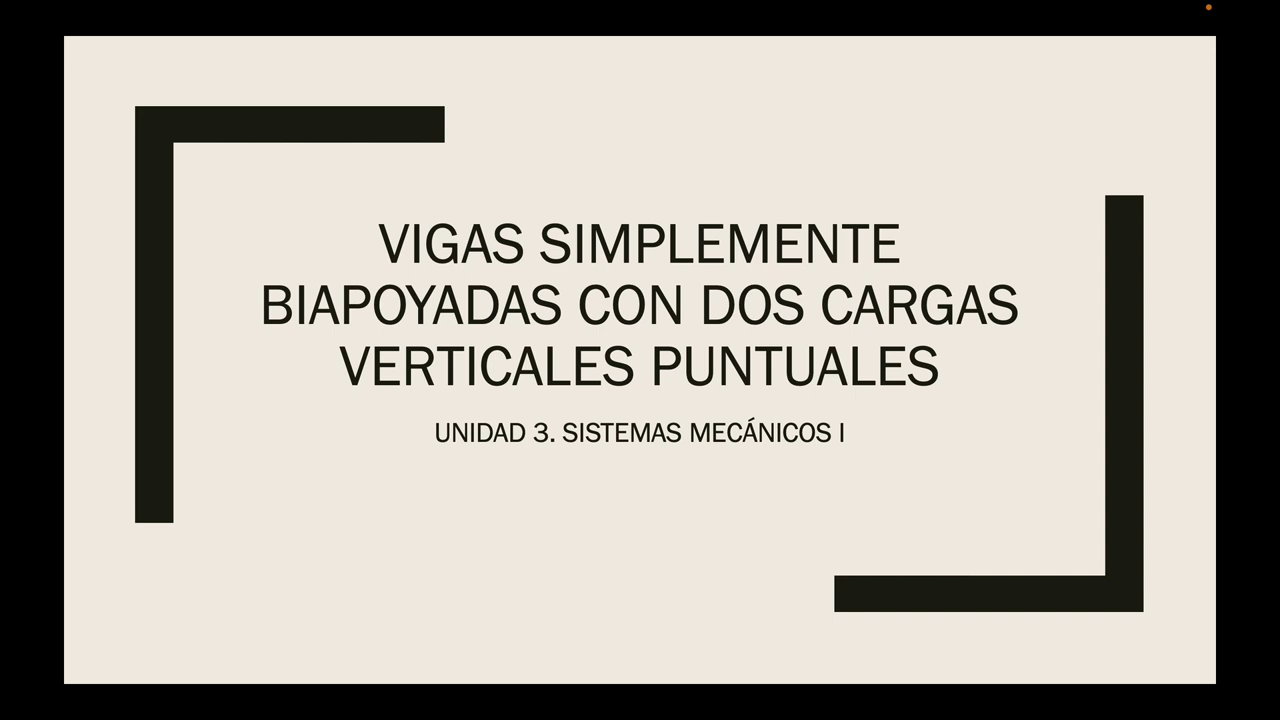 VIGAS SIMPLEMENTE
BIAPOYADAS CON DOS CARGAS
VERTICALES PUNTUALES
UNIDAD 3. SISTEMAS MECÁNICOS I